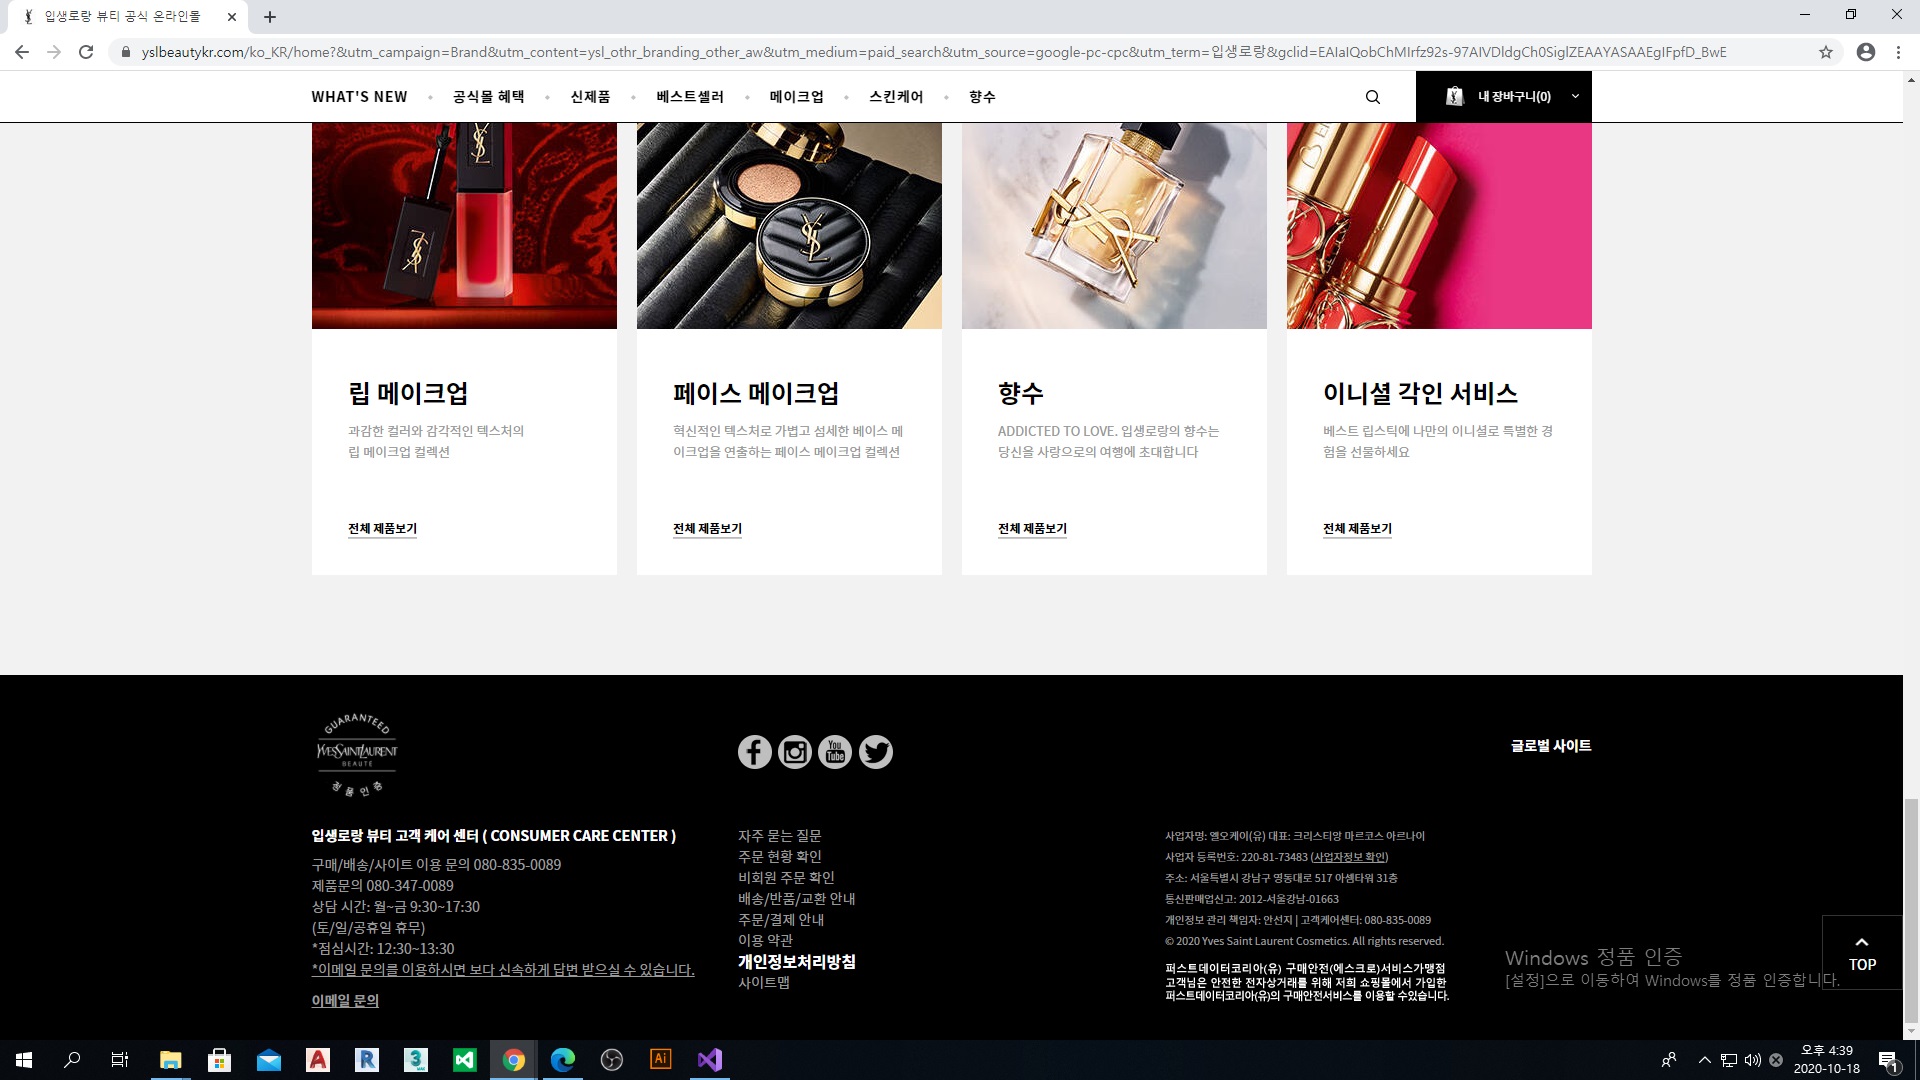 입생로랑 뷰티 공식 온라인몰
yslbeautykr.com/ko_KR/home?&utm_campaign=Brand&utm_content=ysl_othr_branding_other_aw&utm_medium=paid_search&utm_source=google-pc-cpc&utm_term=입생로랑&gclid=EAIaIQobChMIrfz92s-97AIVDIdgCh0SiglZEAAYASAAEgIFpfD_BwE
WHAT'S NEW 공식몰 혜택 신제품 베스트셀러 메이크업 스킨케어 향수 내 장바구니(0)
립 메이크업
과감한 컬러와 감각적인 텍스처의
립 메이크업 컬렉션
전체 제품보기
페이스 메이크업
혁신적인 텍스처로 가볍고 섬세한 베이스 메
이크업을 연출하는 페이스 메이크업 컬렉션
전체 제품보기
향수
ADDICTED TO LOVE. 입생로랑의 향수는
당신을 사랑으로의 여행에 초대합니다
전체 제품보기
이니셜 각인 서비스
베스트 립스틱에 나만의 이니셜로 특별한 경
험을 선물하세요
전체 제품보기
GUARANTEED
YVESSAINTLAURENT
BEAUTE
정품인증
You
Tube
글로벌 사이트
입생로랑 뷰티 고객 케어 센터 ( CONSUMER CARE CENTER )
구매/배송/사이트 이용 문의 080-835-0089
제품문의 080-347-0089
상담 시간: 월~금 9:30~17:30
(토/일/공휴일 휴무)
*점심시간: 12:30~13:30
*이메일 문의를 이용하시면 보다 신속하게 답변 받으실 수 있습니다.
이메일 문의
자주 묻는 질문
주문 현황 확인
비회원 주문 확인
배송/반품/교환 안내
주문/결제 안내
이용 약관
개인정보처리방침
사이트맵
사업자명: 엘오케이(유) 대표: 크리스티앙 마르코스 아르나이
사업자 등록번호: 220-81-73483 (사업자정보 확인)
주소: 서울특별시 강남구 영동대로 517 아셈타워 31층
통신판매업신고: 2012-서울강남-01663
개인정보 관리 책임자: 안선지 | 고객케어센터: 080-835-0089
© 2020 Yves Saint Laurent Cosmetics. All rights reserved.
퍼스트데이터코리아(유) 구매안전(에스크로)서비스가맹점
고객님은 안전한 전자상거래를 위해 저희 쇼핑몰에서 가입한
퍼스트데이터코리아(유)의 구매안전서비스를 이용할 수있습니다.
TOP
Windows 정품 인증
[설정]으로 이동하여 Windows를 정품 인증합니다.
오후 4:39
2020-10-18
1